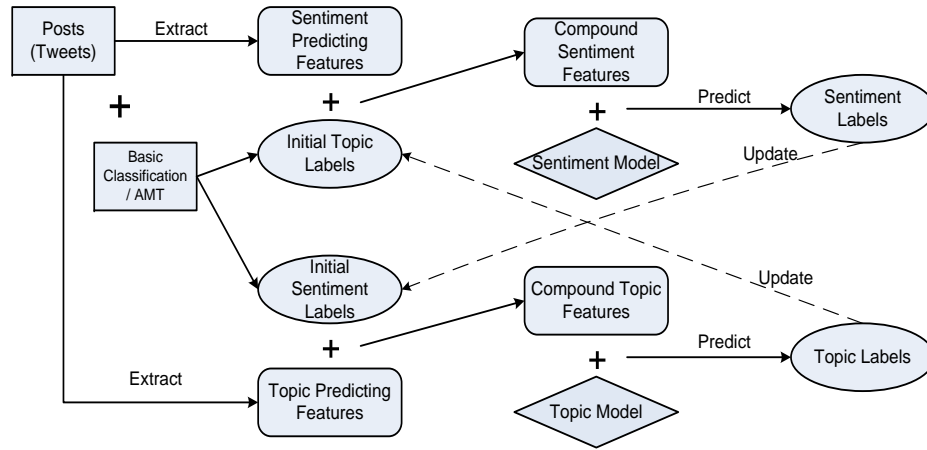 Posts
(Tweets)
Extract
Sentiment
Predicting
Features
Compound
Sentiment
Features
+
+
+
Predict
Sentiment
Labels
Basic
Classification
/ AMT
Initial Topic
Labels
Sentiment Model
Update
Initial
Sentiment
Labels
Compound Topic
Features
Update
+
+
Predict
Topic Labels
Extract
Topic Predicting
Features
Topic Model